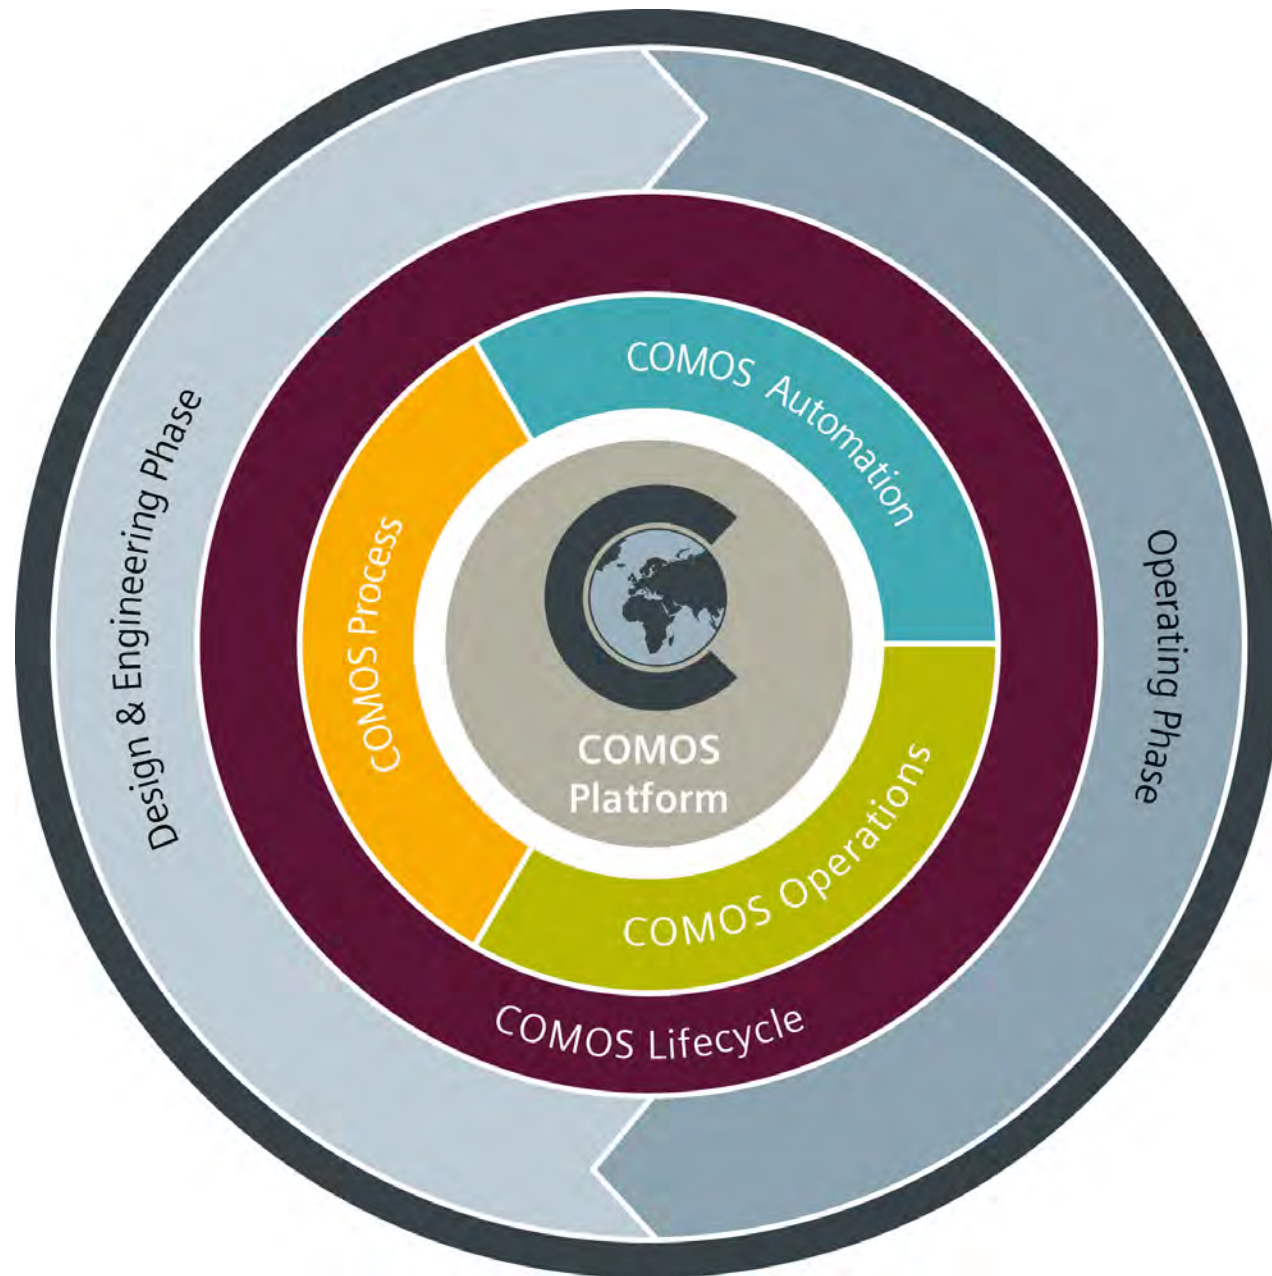 Design & Engineering Phase
Operating Phase
COMOS Process
COMOS Automation
COMOS Operations
COMOS Lifecycle
COMOS
Platform